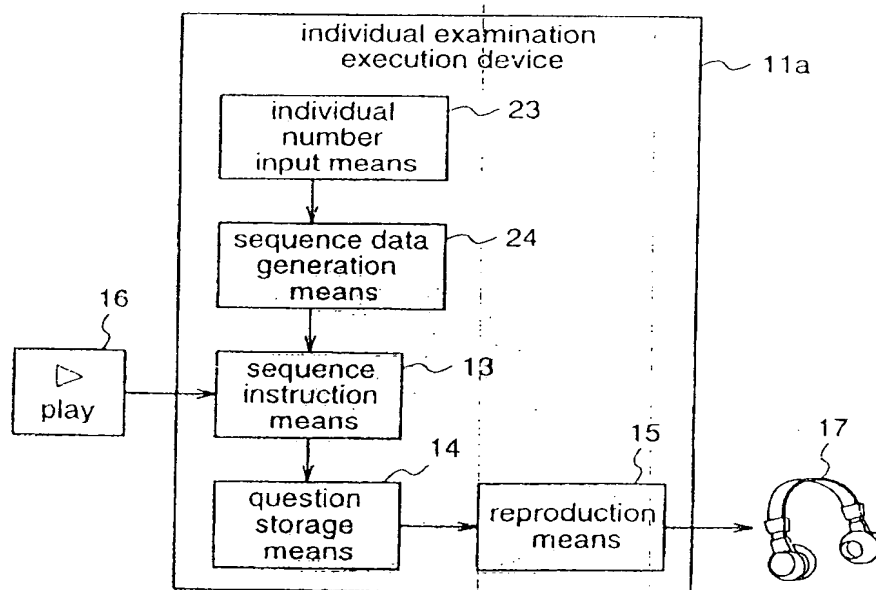 individual examination
execution device
11a
individual
number
input means
23
sequence data
generation
means
24
16
play
sequence
instruction
means
13
question
storage
means
14
reproduction
means
15
17